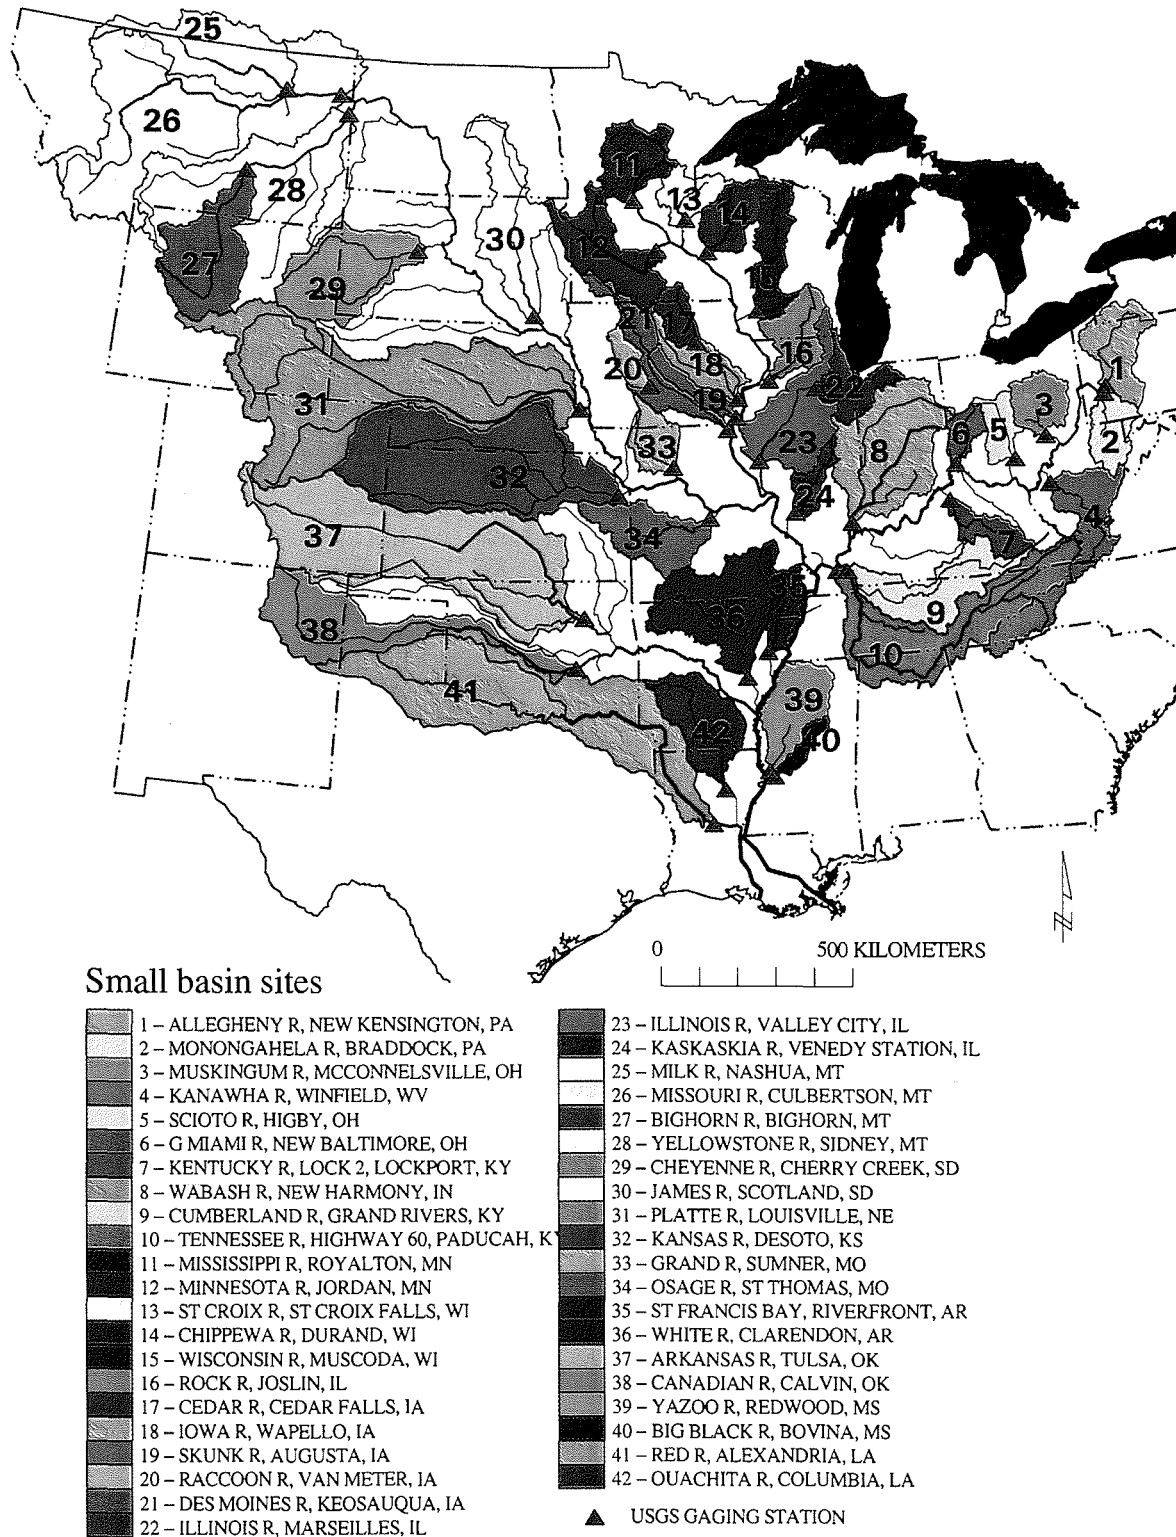 25
26
11
13
28
14
30
12
27
15
29
21
17
16
20
18
1
31
22
19
3
33
23
8
6
5
2
32
24
37
34
4
7
35
36
9
38
10
41
39
42
40
N
0 500 KILOMETERS
Small basin sites
1 – ALLEGHENY R, NEW KENSINGTON, PA
2 – MONONGAHELA R, BRADDOCK, PA
3 – MUSKINGUM R, MCCONNELSVILLE, OH
4 – KANAWHA R, WINFIELD, WV
5 – SCIOTO R, HIGBY, OH
6 – G MIAMI R, NEW BALTIMORE, OH
7 – KENTUCKY R, LOCK 2, LOCKPORT, KY
8 – WABASH R, NEW HARMONY, IN
9 – CUMBERLAND R, GRAND RIVERS, KY
10 – TENNESSEE R, HIGHWAY 60, PADUCAH, KY
11 – MISSISSIPPI R, ROYALTON, MN
12 – MINNESOTA R, JORDAN, MN
13 – ST CROIX R, ST CROIX FALLS, WI
14 – CHIPPEWA R, DURAND, WI
15 – WISCONSIN R, MUSCODA, WI
16 – ROCK R, JOSLIN, IL
17 – CEDAR R, CEDAR FALLS, IA
18 – IOWA R, WAPELLO, IA
19 – SKUNK R, AUGUSTA, IA
20 – RACCOON R, VAN METER, IA
21 – DES MOINES R, KEOSAUQUA, IA
22 – ILLINOIS R, MARSEILLES, IL
23 – ILLINOIS R, VALLEY CITY, IL
24 – KASKASKIA R, VENEDY STATION, IL
25 – MILK R, NASHUA, MT
26 – MISSOURI R, CULBERTSON, MT
27 – BIGHORN R, BIGHORN, MT
28 – YELLOWSTONE R, SIDNEY, MT
29 – CHEYENNE R, CHERRY CREEK, SD
30 – JAMES R, SCOTLAND, SD
31 – PLATTE R, LOUISVILLE, NE
32 – KANSAS R, DESOTO, KS
33 – GRAND R, SUMNER, MO
34 – OSAGE R, ST THOMAS, MO
35 – ST FRANCIS BAY, RIVERFRONT, AR
36 – WHITE R, CLARENDON, AR
37 – ARKANSAS R, TULSA, OK
38 – CANADIAN R, CALVIN, OK
39 – YAZOO R, REDWOOD, MS
40 – BIG BLACK R, BOVINA, MS
41 – RED R, ALEXANDRIA, LA
42 – OUACHITA R, COLUMBIA, LA
USGS GAGING STATION